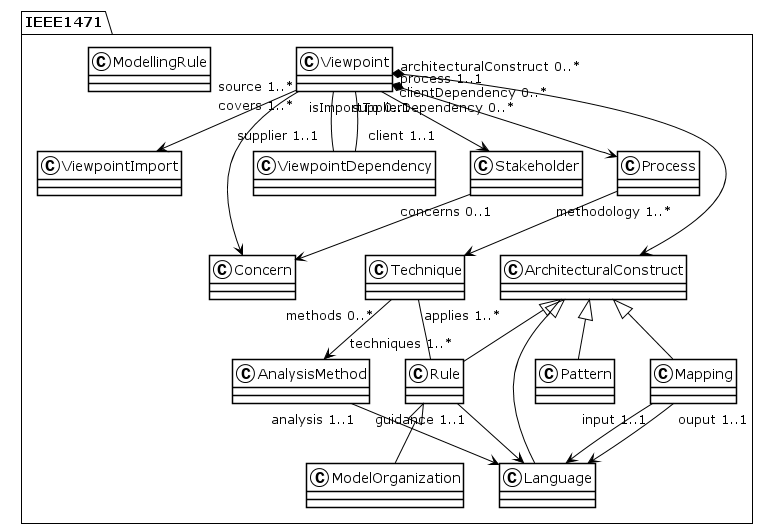 IEEE1471
C ModellingRule
C Viewpoint
architecturalConstruct 0..*
process 1..1
clientDependency 0..*
source 1..*
covers 1..*
supplierDependency 0..*
supplier 1..1
client 1..1
C ViewpointImport
C ViewpointDependency
C Stakeholder
C Process
concerns 0..1
methodology 1..*
C Concern
C Technique
C ArchitecturalConstruct
methods 0..*
applies 1..*
techniques 1..*
C AnalysisMethod
C Rule
C Pattern
C Mapping
analysis 1..1
guidance 1..1
input 1..1
ouput 1..1
C ModelOrganization
C Language